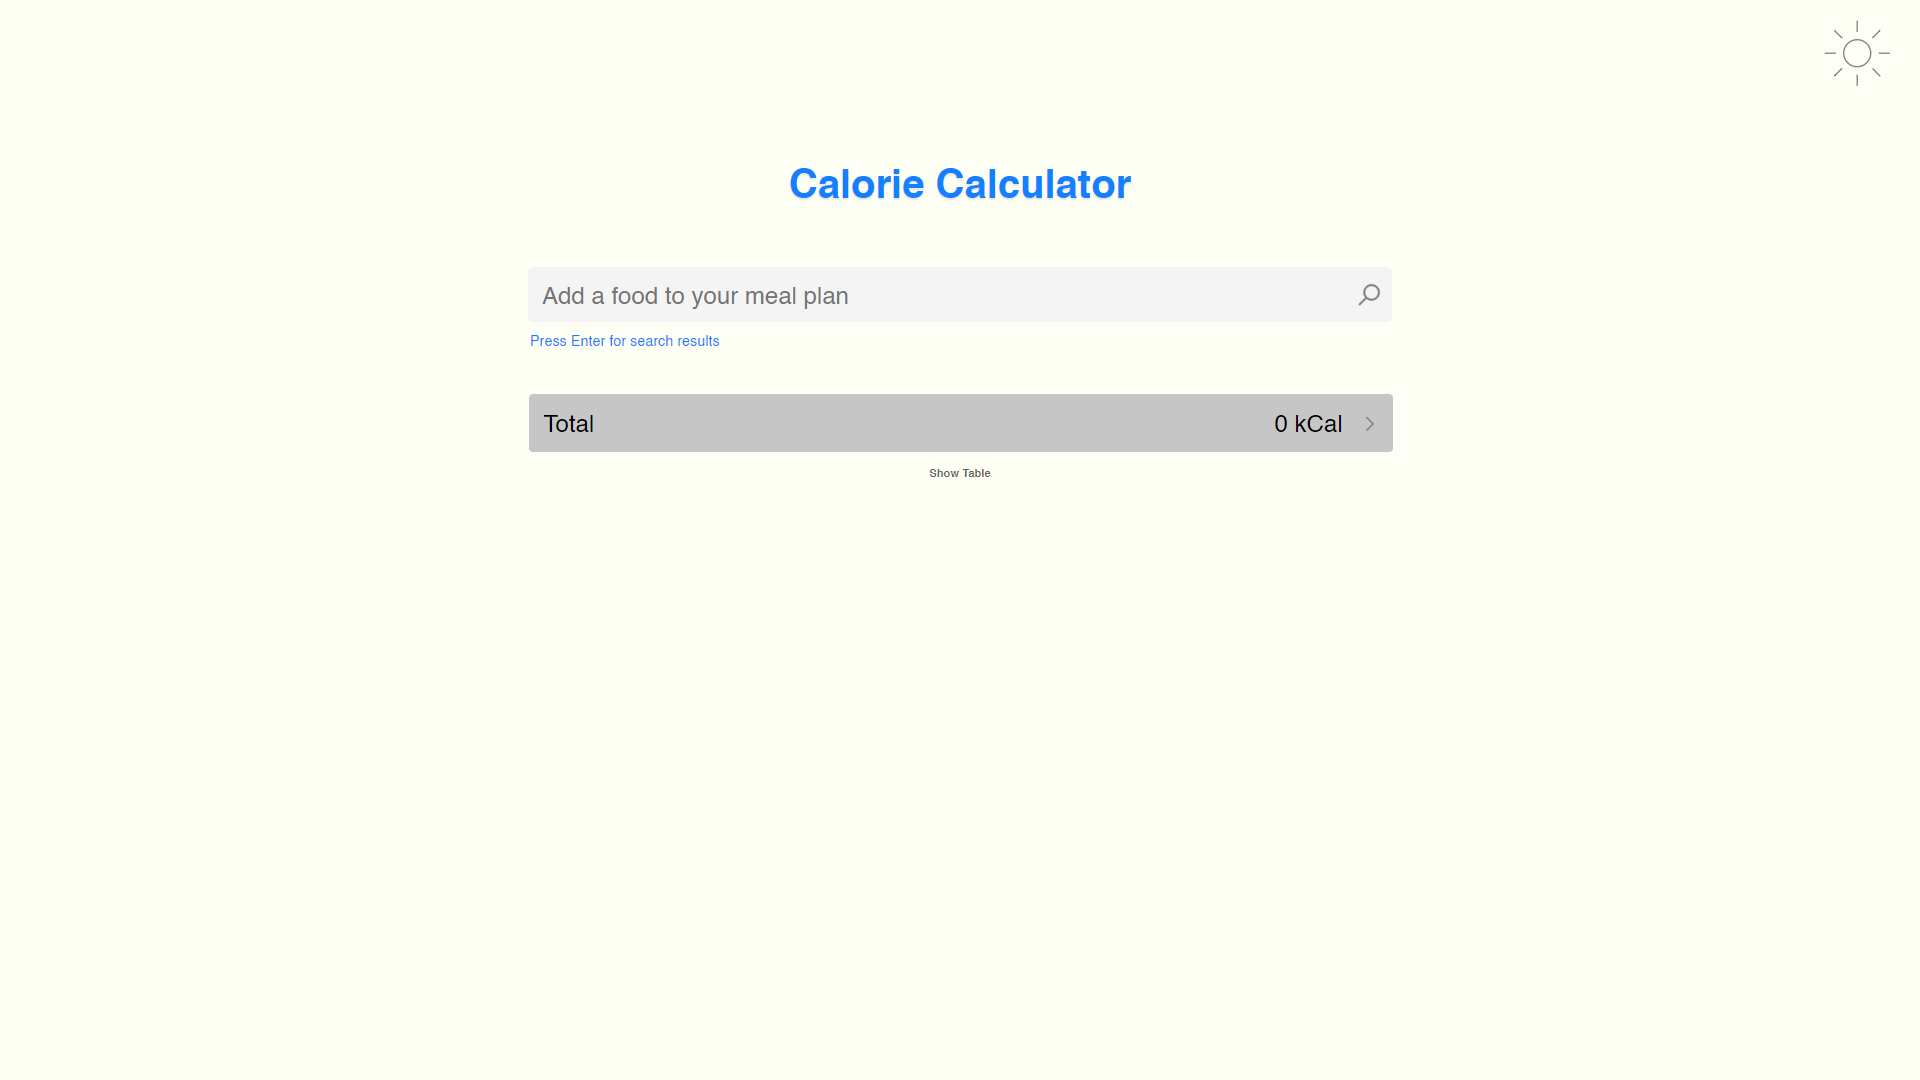 Calorie Calculator
Add a food to your meal plan
Press Enter for search results
Total 0 kCal
Show Table